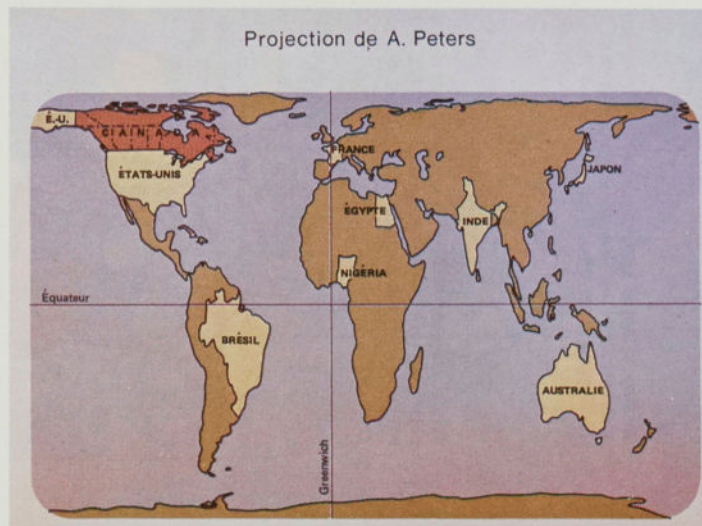 Projection de A. Peters
É.-U.
CANADA
ÉTATS-UNIS
FRANCE
JAPON
ÉGYPTE
INDE
NIGÉRIA
Équateur
BRÉSIL
AUSTRALIE
Greenwich